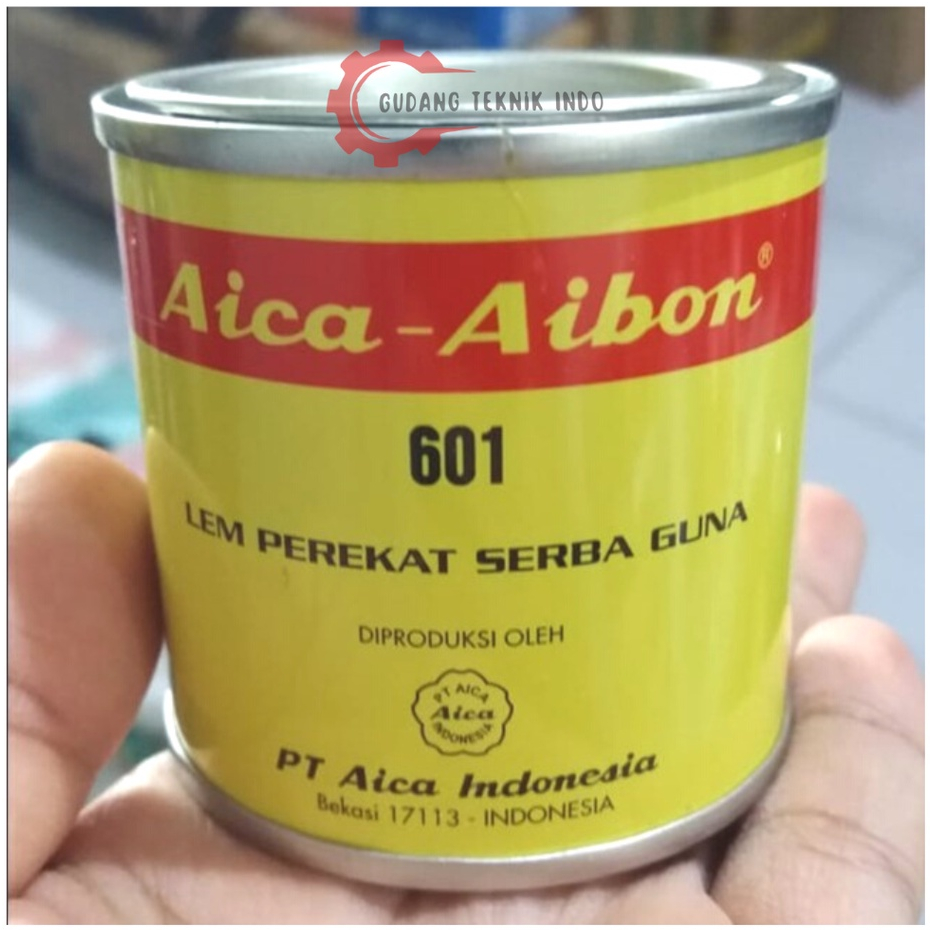 GUDANG TEKNIK INDO
Aica-Aibon®
601
LEM PEREKAT SERBA GUNA
DIPRODUKSI OLEH
PT AICA
Aica
INDONESIA
PT Aica Indonesia
Bekasi 17113 - INDONESIA